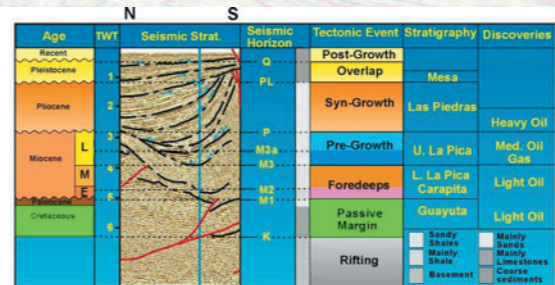 N S
Age TWT Seismic Strat. Seismic Horizon Tectonic Event Stratigraphy Discoveries
Recent
Pleistocene
Pliocene
Miocene
L
M
E
Paleocene
Cretaceous
1
2
3
4
5
6
Q
PL
P
M3a
M3
M2
M1
K
Post-Growth
Overlap
Syn-Growth
Pre-Growth
Foredeeps
Passive
Margin
Rifting
Mesa
Las Piedras
U. La Pica
L. La Pica
Carapita
Guayuta
Heavy Oil
Med. Oil
Gas
Light Oil
Light Oil
Sandy
Shales
Mainly
Shale
Basement
Mainly
Sands
Mainly
Limestones
Coarse
sediments